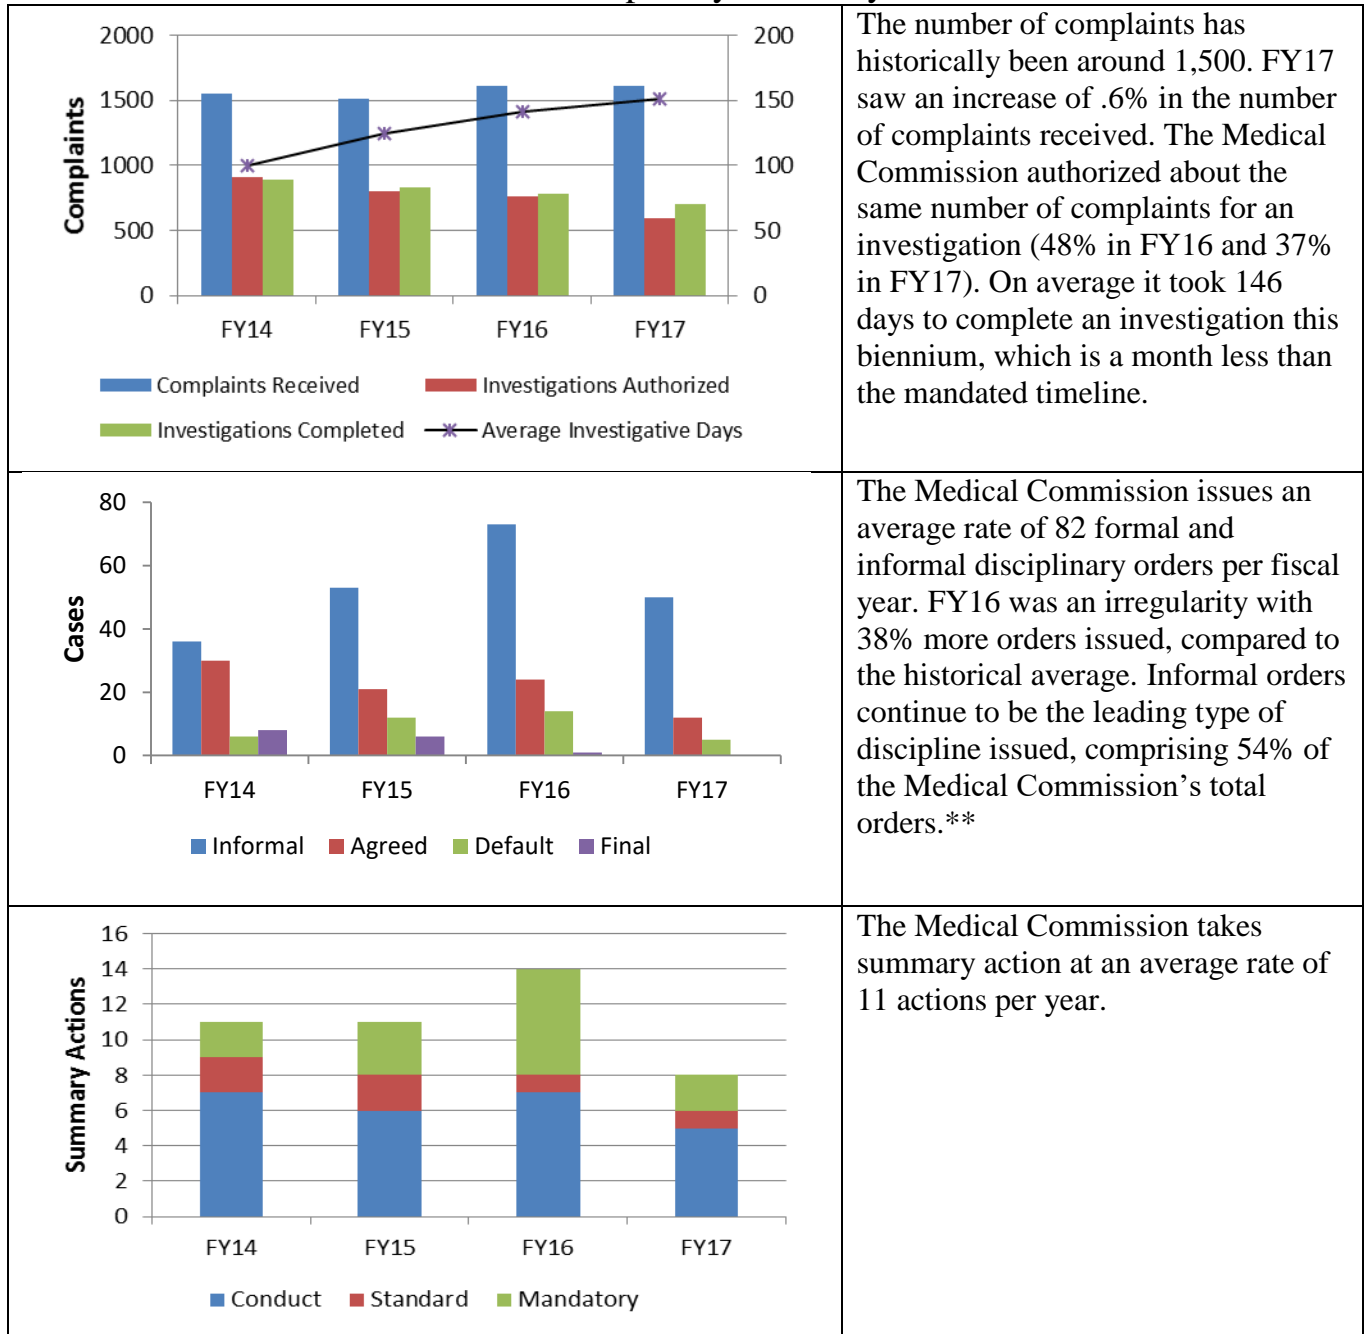 2000
1500
1000
500
0
200
150
100
50
0
Complaints
FY14 FY15 FY16 FY17
Complaints Received Investigations Authorized
Investigations Completed Average Investigative Days
The number of complaints has
historically been around 1,500. FY17
saw an increase of .6% in the number
of complaints received. The Medical
Commission authorized about the
same number of complaints for an
investigation (48% in FY16 and 37%
in FY17). On average it took 146
days to complete an investigation this
biennium, which is a month less than
the mandated timeline.
80
60
40
20
0
Cases
FY14 FY15 FY16 FY17
Informal Agreed Default Final
The Medical Commission issues an
average rate of 82 formal and
informal disciplinary orders per fiscal
year. FY16 was an irregularity with
38% more orders issued, compared to
the historical average. Informal orders
continue to be the leading type of
discipline issued, comprising 54% of
the Medical Commission’s total
orders.**
16
14
12
10
8
6
4
2
0
Summary Actions
FY14 FY15 FY16 FY17
Conduct Standard Mandatory
The Medical Commission takes
summary action at an average rate of
11 actions per year.